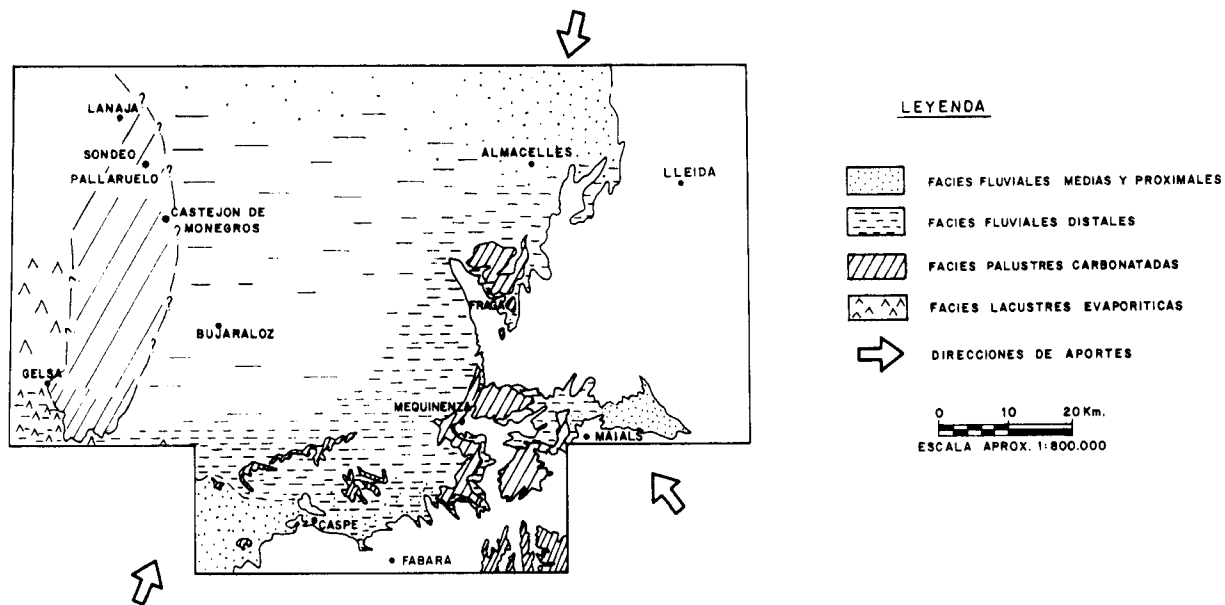 LANAJA
SONDEO
PALLARUELO
CASTEJON DE
MONEGROS
ALMACELLES
LLEIDA
FRAGA
BUJARALOZ
GELSA
MEQUINENZA
MAIALS
CASPE
FABARA
?
?
?
?
?
?
?
LEYENDA
FACIES FLUVIALES MEDIAS Y PROXIMALES
FACIES FLUVIALES DISTALES
FACIES PALUSTRES CARBONATADAS
FACIES LACUSTRES EVAPORITICAS
DIRECCIONES DE APORTES
0 10 20 Km.
ESCALA APROX. 1:800.000